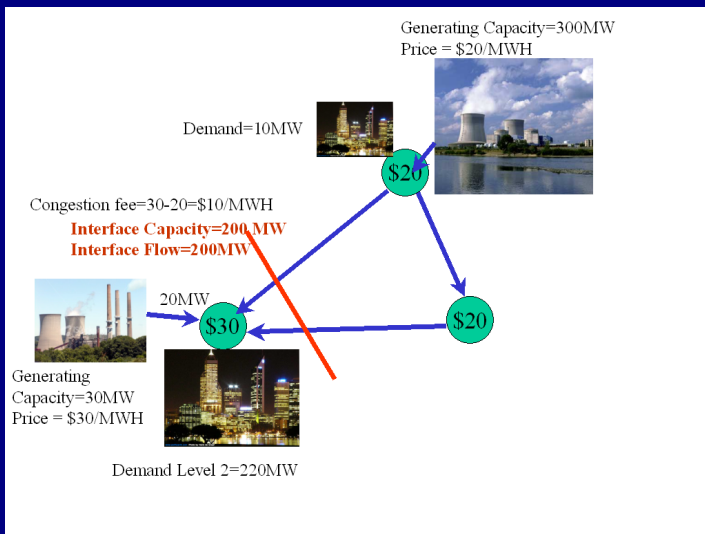 Generating Capacity=300MW
Price = $20/MWH
Demand=10MW
$20
Congestion fee=30-20=$10/MWH
Interface Capacity=200 MW
Interface Flow=200MW
20MW
$30
$20
Generating
Capacity=30MW
Price = $30/MWH
Demand Level 2=220MW